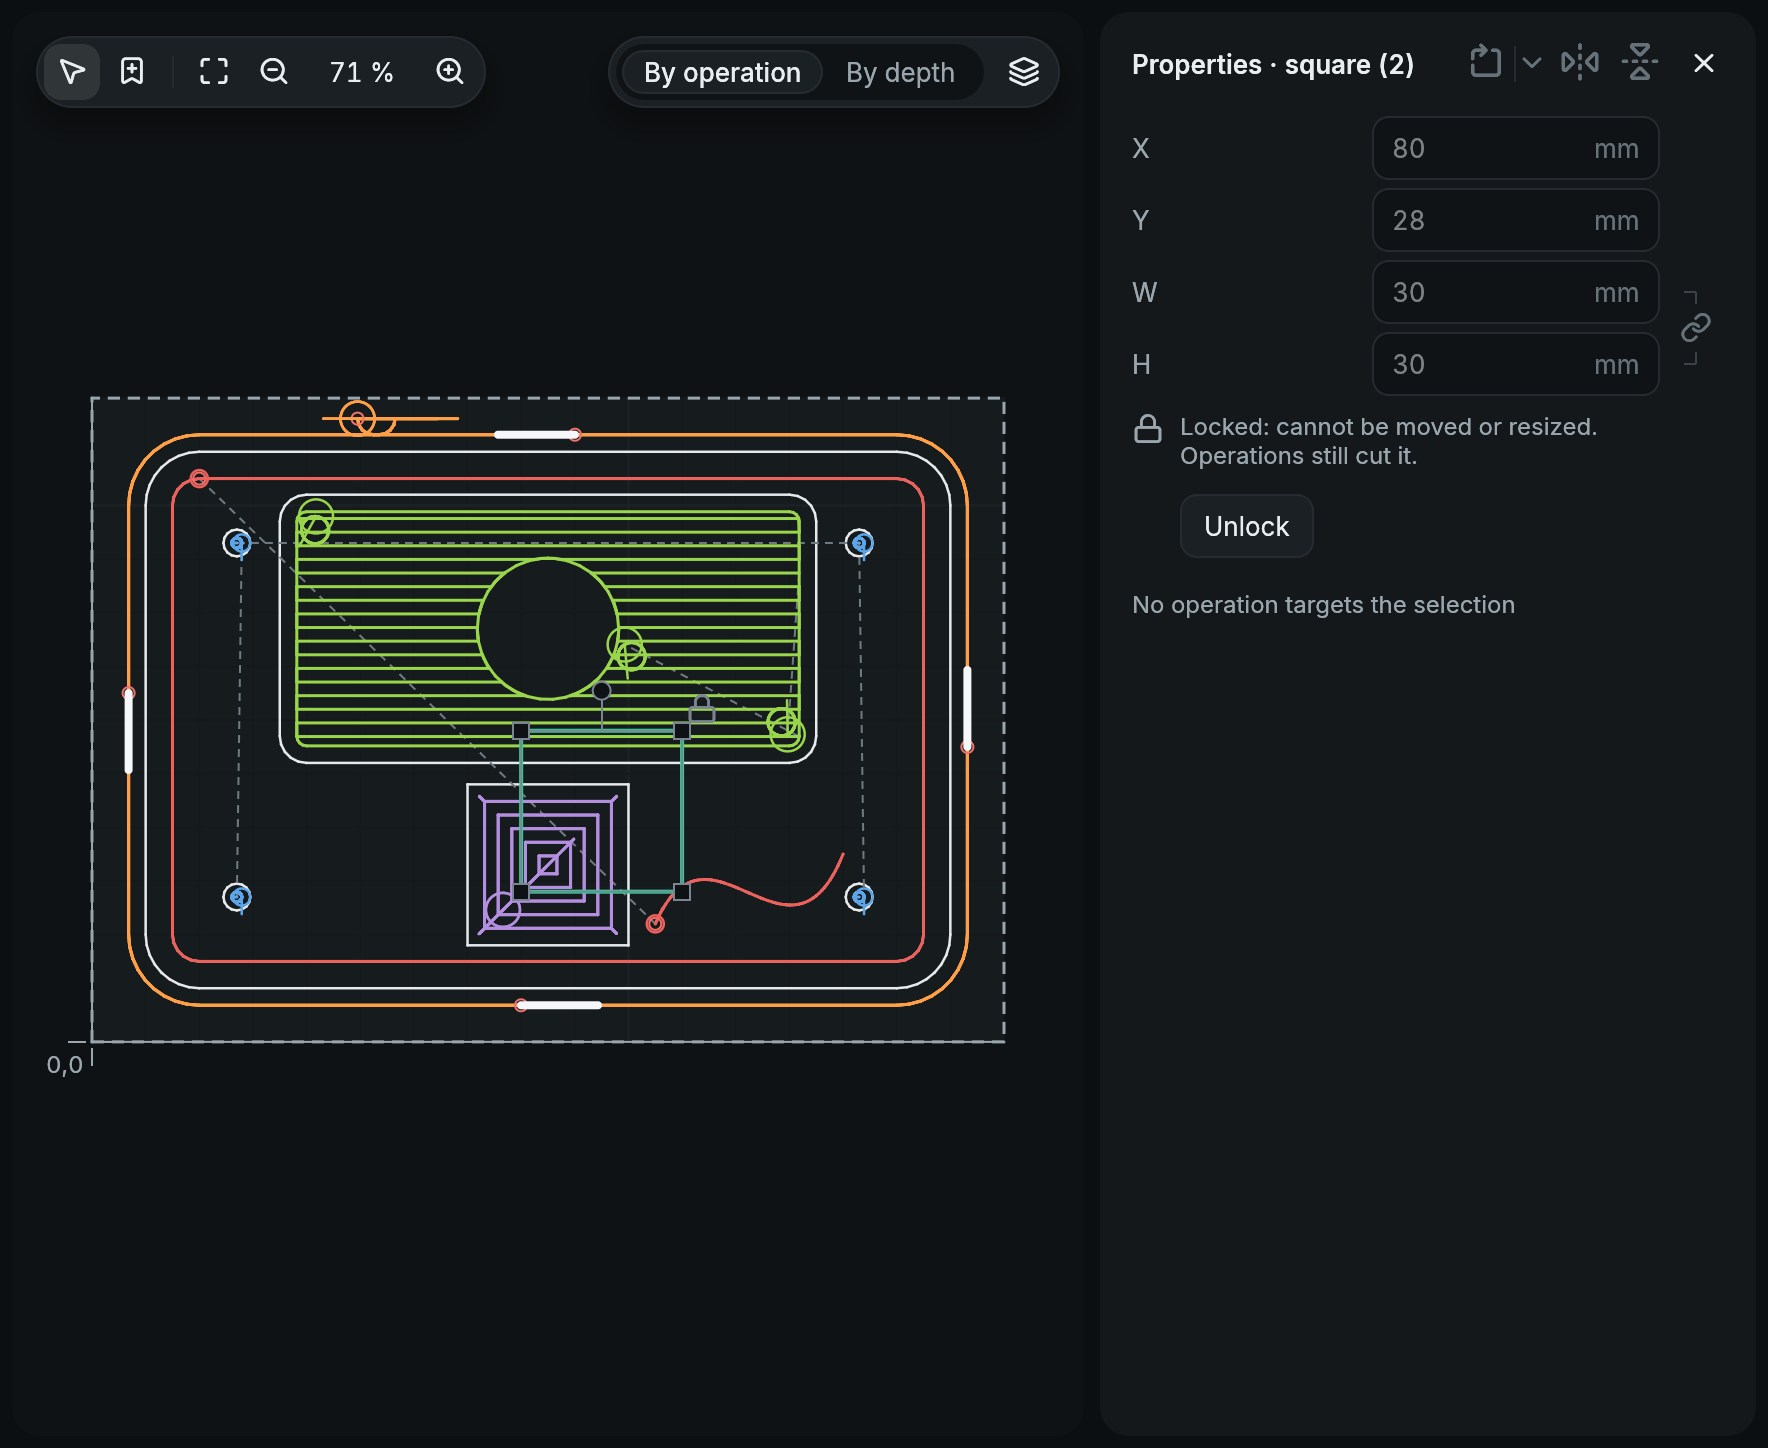 71 %
By operation
By depth
Properties · square (2)
X
80
mm
Y
28
mm
W
30
mm
H
30
mm
Locked: cannot be moved or resized.
Operations still cut it.
Unlock
No operation targets the selection
0,0